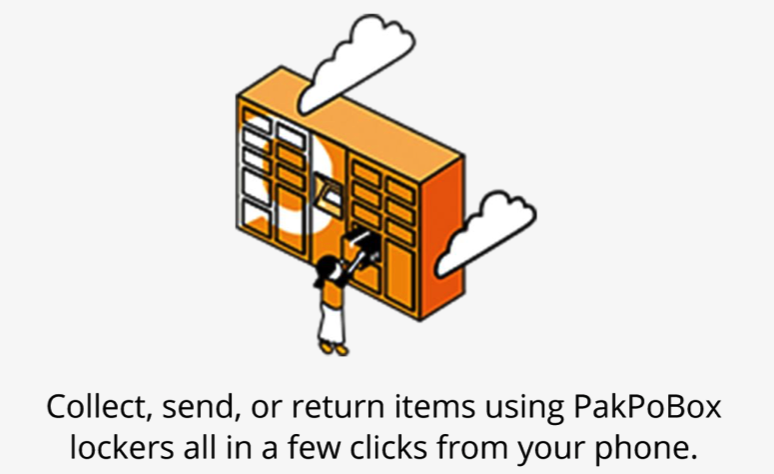 Collect, send, or return items using PakPoBox
lockers all in a few clicks from your phone.